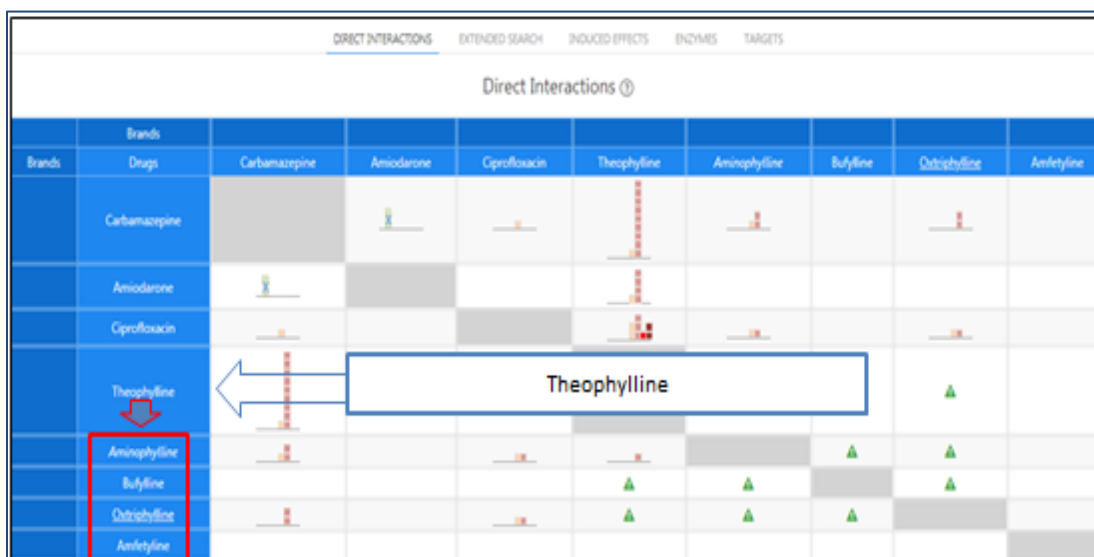 DIRECT INTERACTIONS EXTENDED SEARCH INDUCED EFFECTS ENZYMES TARGETS
Direct Interactions ?
Brands
Brands Drugs Carbamazepine Amiodarone Ciprofloxacin Theophylline Aminophylline Bufylline Oxtriphylline Amfetyline
Carbamazepine
Amiodarone
Ciprofloxacin
Theophylline
Theophylline
Aminophylline
Bufylline
Oxtriphylline
Amfetyline